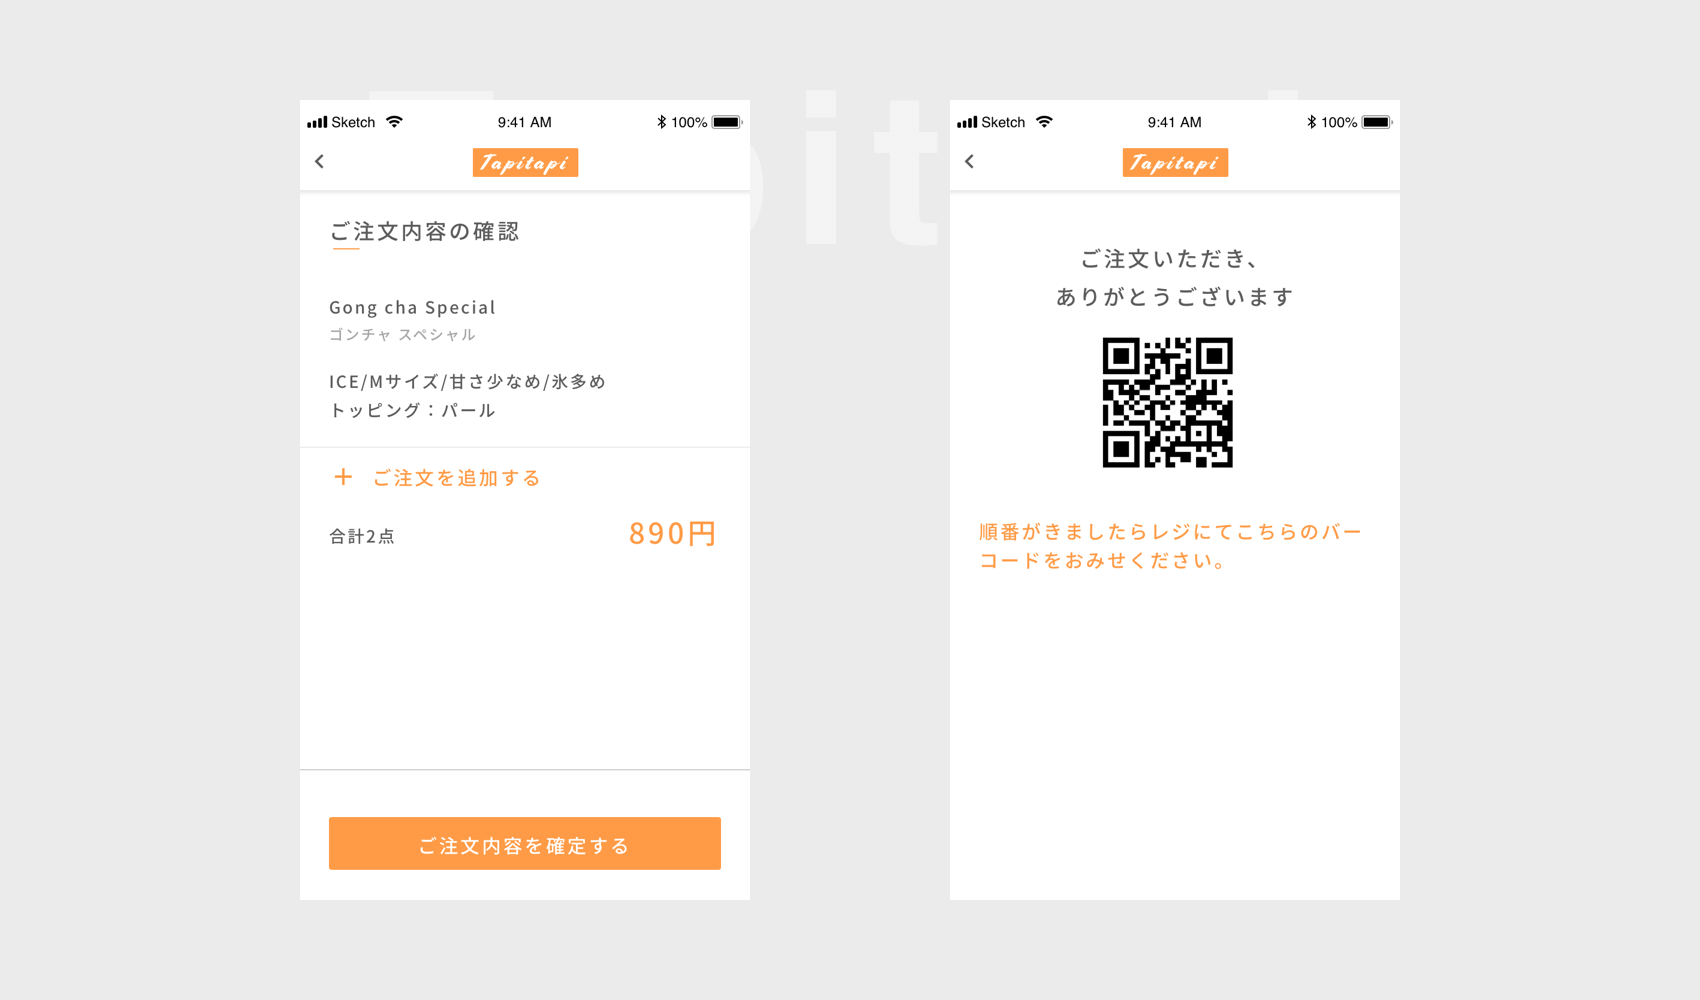 Sketch 9:41 AM 100%
Tapitapi
ご注文内容の確認
Gong cha Special
ゴンチャ スペシャル
ICE/Mサイズ/甘さ少なめ/氷多め
トッピング：パール
+ ご注文を追加する
合計2点 890円
ご注文内容を確定する
Sketch 9:41 AM 100%
Tapitapi
ご注文いただき、
ありがとうございます
順番がきましたらレジにてこちらのバー
コードをおみせください。